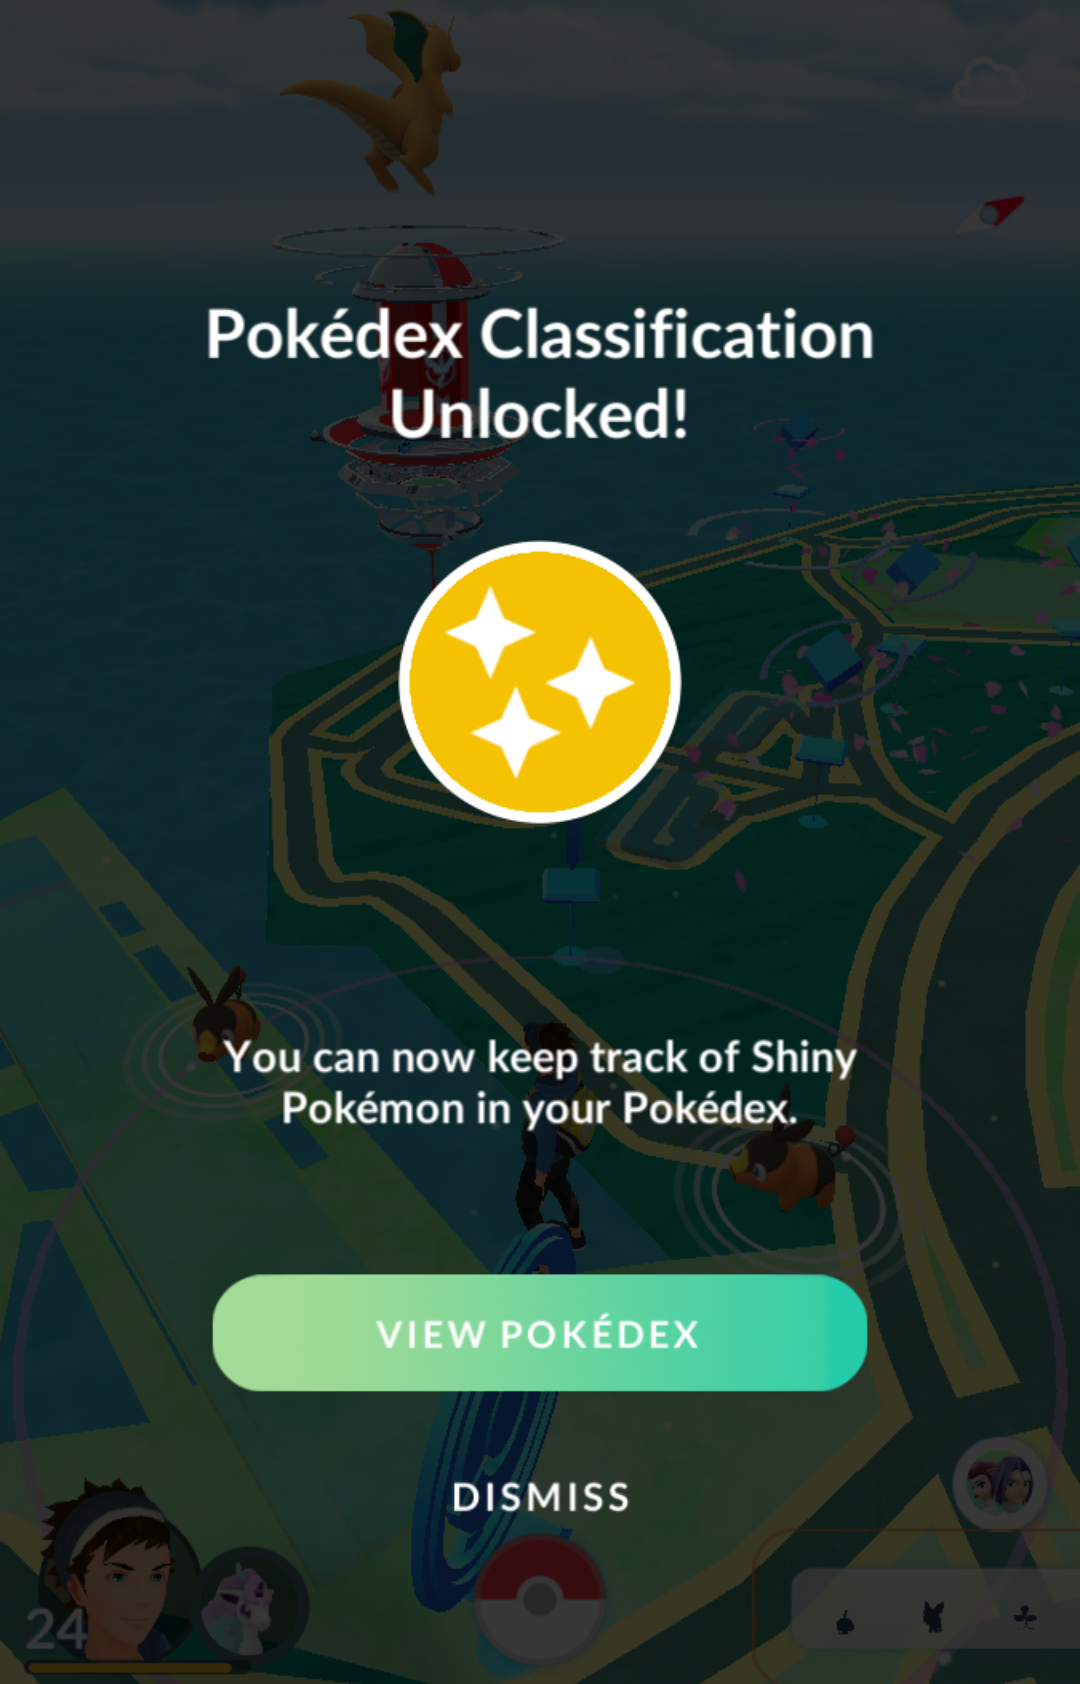 Pokédex Classification
Unlocked!
You can now keep track of Shiny
Pokémon in your Pokédex.
VIEW POKÉDEX
DISMISS
24